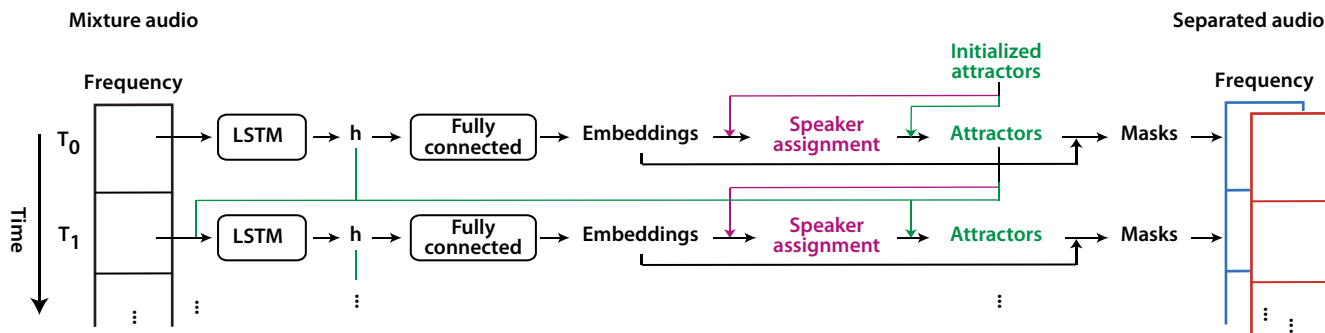 Mixture audio
Separated audio
Initialized
attractors
Frequency
Frequency
T0
LSTM
h
Fully
connected
Embeddings
Speaker
assignment
Attractors
Masks
Time
T1
LSTM
h
Fully
connected
Embeddings
Speaker
assignment
Attractors
Masks
...
...
...
...
...
...